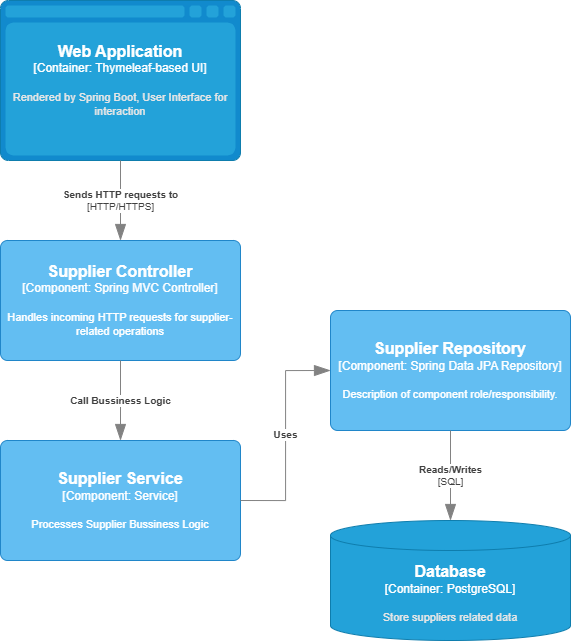 Web Application
[Container: Thymeleaf-based UI]
Rendered by Spring Boot, User Interface for
interaction
Sends HTTP requests to
[HTTP/HTTPS]
Supplier Controller
[Component: Spring MVC Controller]
Handles incoming HTTP requests for supplier-
related operations
Call Bussiness Logic
Supplier Service
[Component: Service]
Processes Supplier Bussiness Logic
Uses
Supplier Repository
[Component: Spring Data JPA Repository]
Description of component role/responsibility.
Reads/Writes
[SQL]
Database
[Container: PostgreSQL]
Store suppliers related data